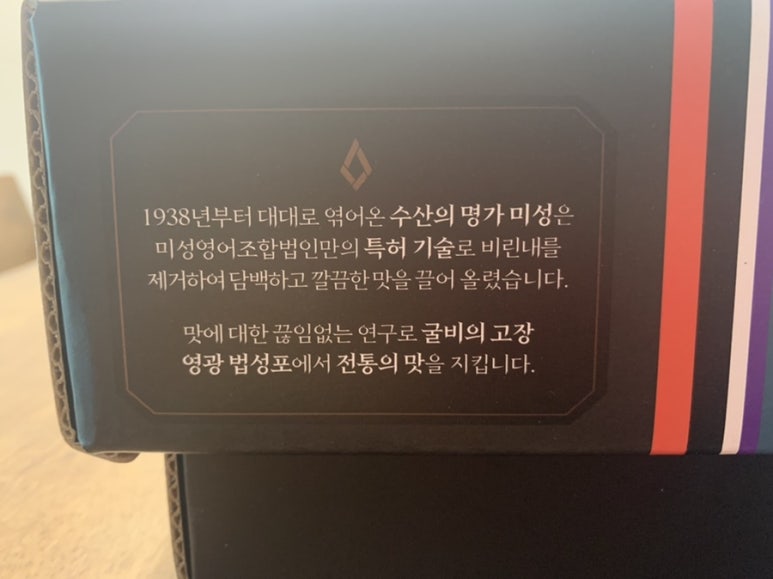 1938년부터 대대로 엮어온 수산의 명가 미성은
미성영어조합법인만의 특허 기술로 비린내를
제거하여 담백하고 깔끔한 맛을 끌어 올렸습니다.
맛에 대한 끊임없는 연구로 굴비의 고장
영광 법성포에서 전통의 맛을 지킵니다.